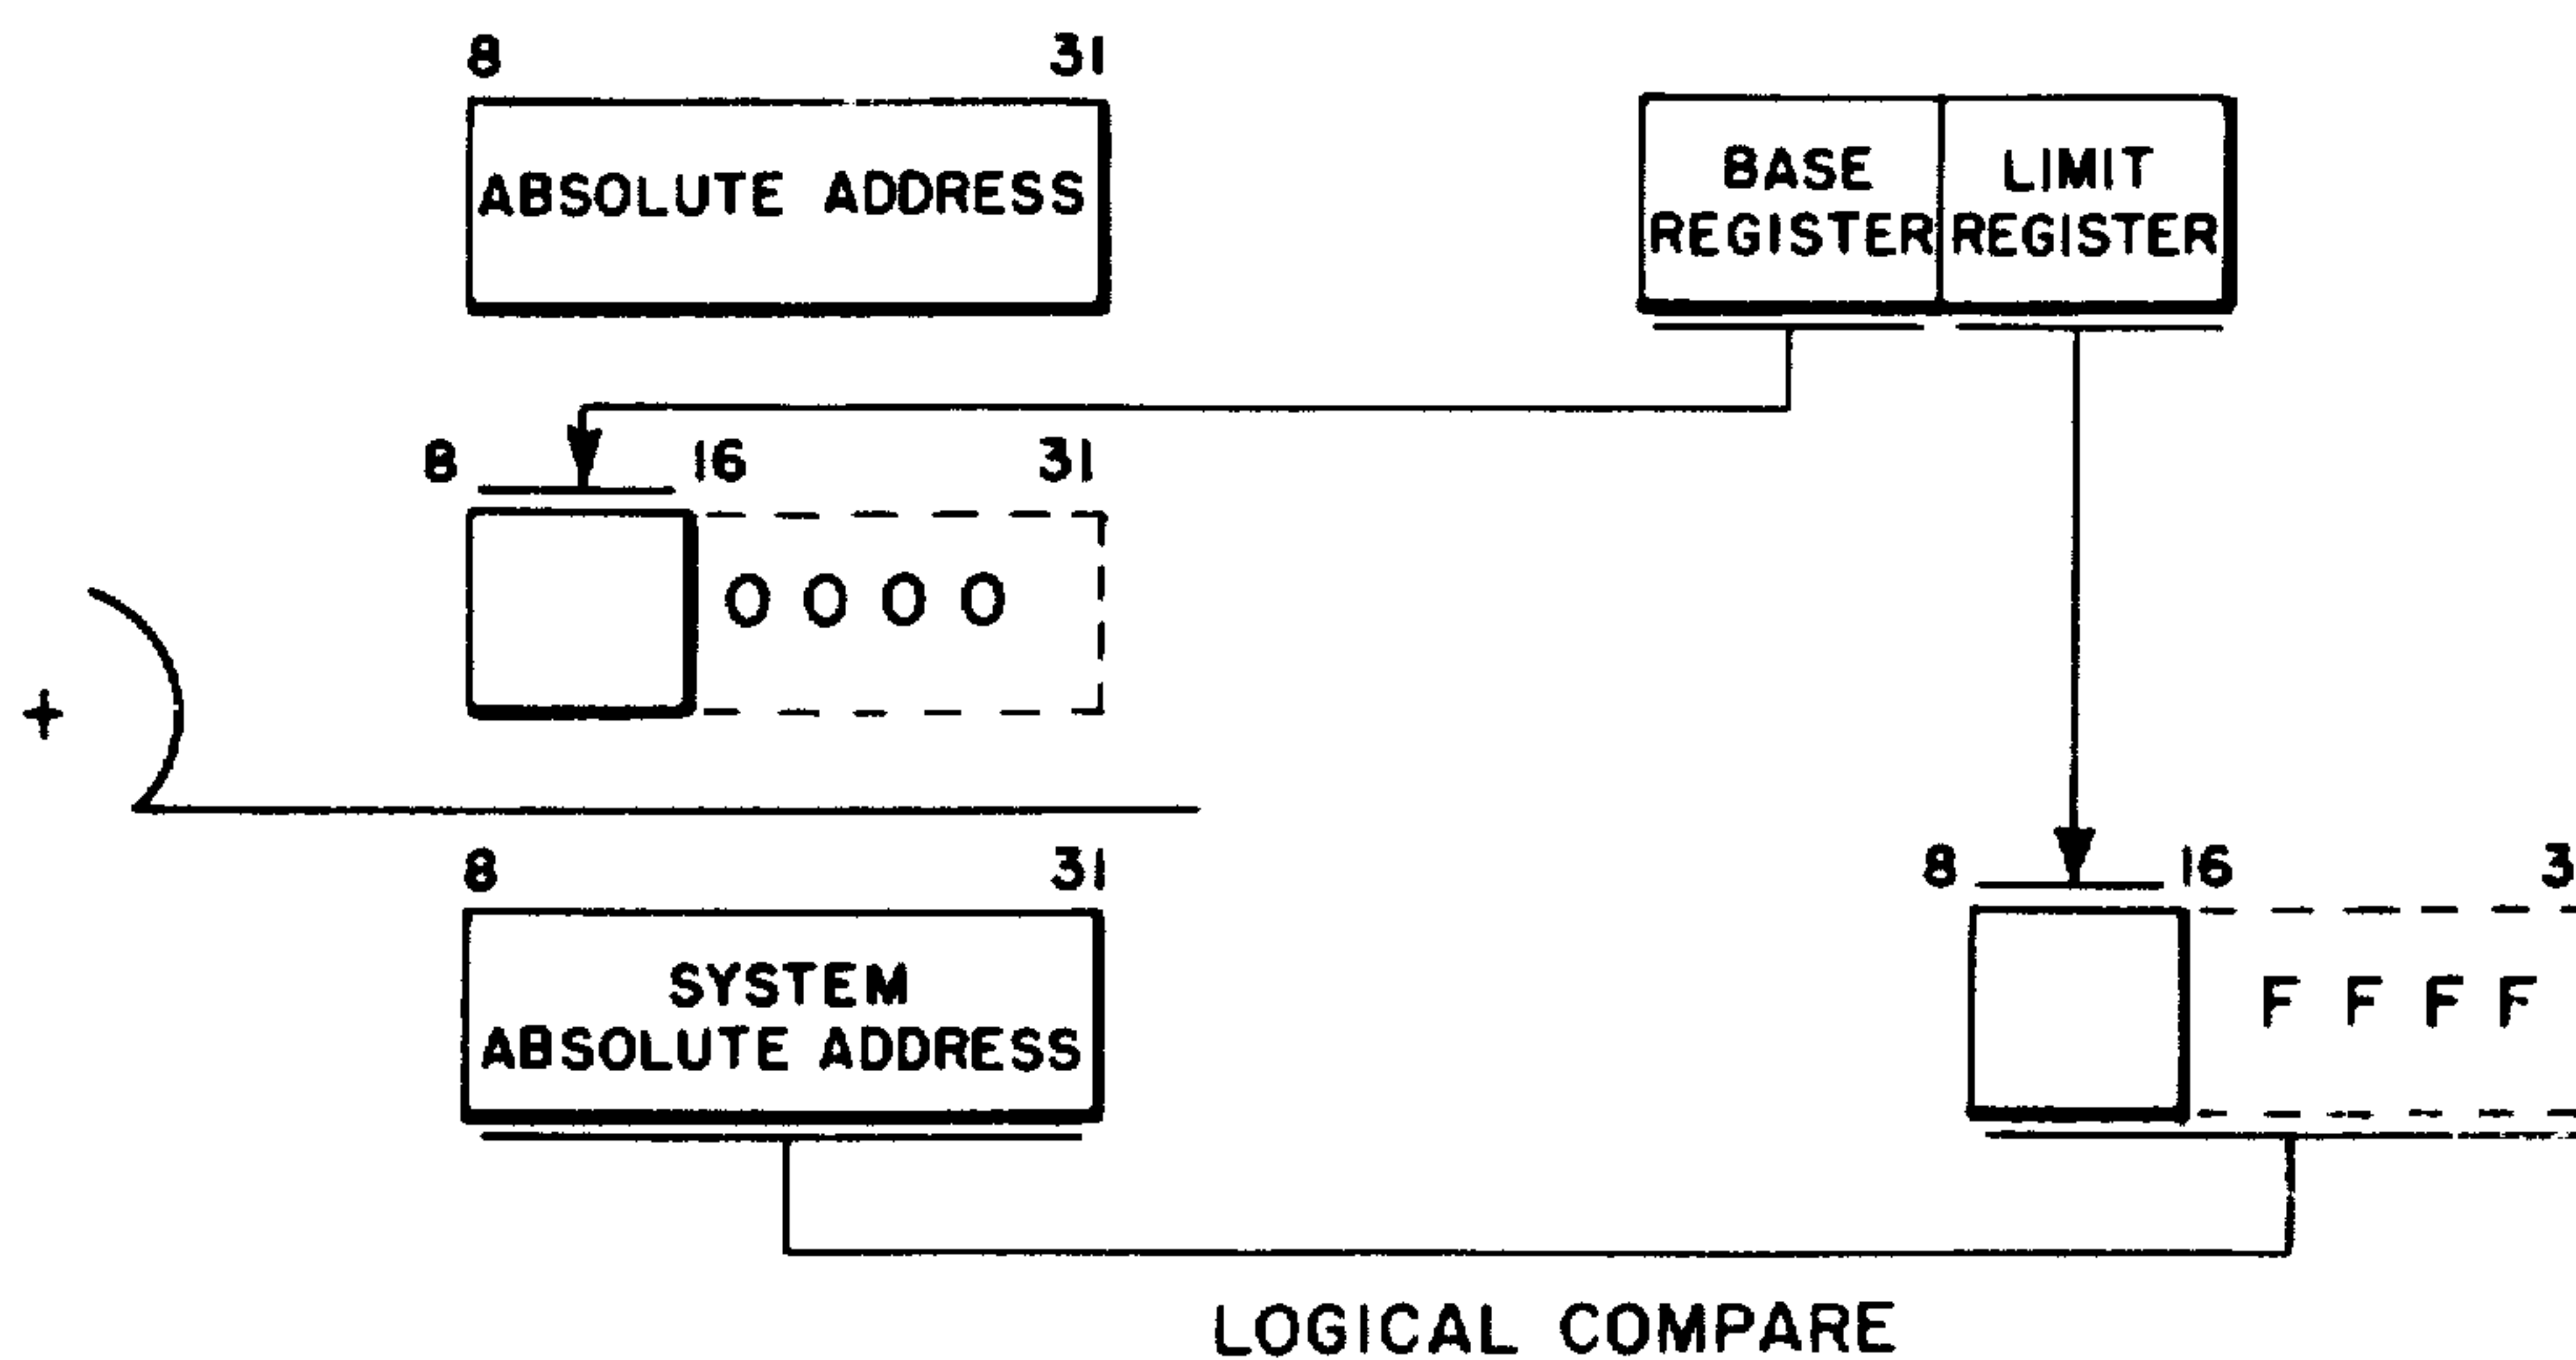 8 31
ABSOLUTE ADDRESS
BASE REGISTER
LIMIT REGISTER
8 16 31
0 0 0 0
+
8 31
SYSTEM
ABSOLUTE ADDRESS
8 16 3
F F F F
LOGICAL COMPARE